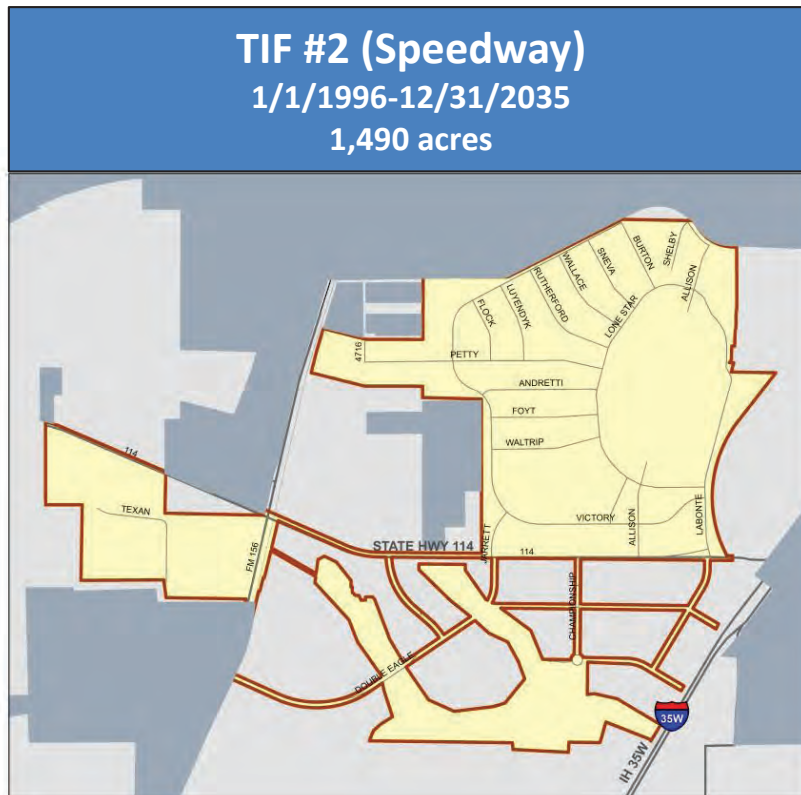 TIF #2 (Speedway)
1/1/1996-12/31/2035
1,490 acres
SHELBY
BURTON
SNEVA
WALLACE
RUTHERFORD
ALLISON
LUYENDYK
FLOCK
LONE STAR
4716
PETTY
ANDRETTI
FOYT
WALTRIP
114
TEXAN
VICTORY
ALLISON
LABONTE
JARRETT
STATE HWY 114
114
FM 156
CHAMPIONSHIP
DOUBLE EAGLE
35W
IH 35W